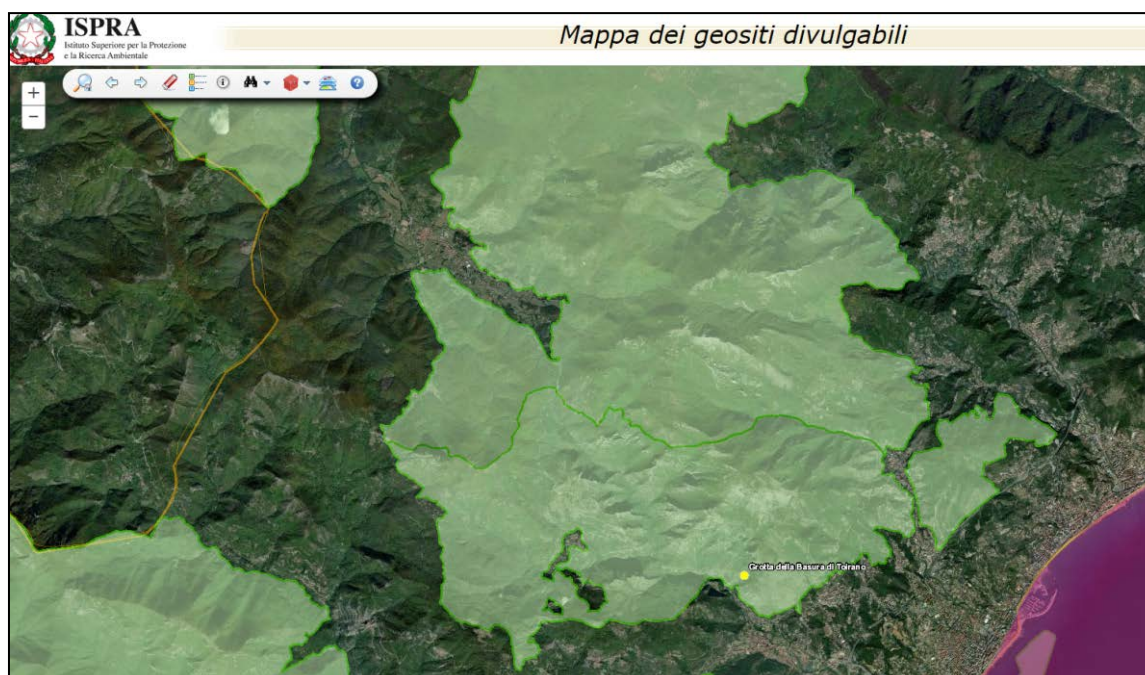 ISPRA
Istituto Superiore per la Protezione
e la Ricerca Ambientale
Mappa dei geositi divulgabili
+
−
Grotta della Basura di Toirano